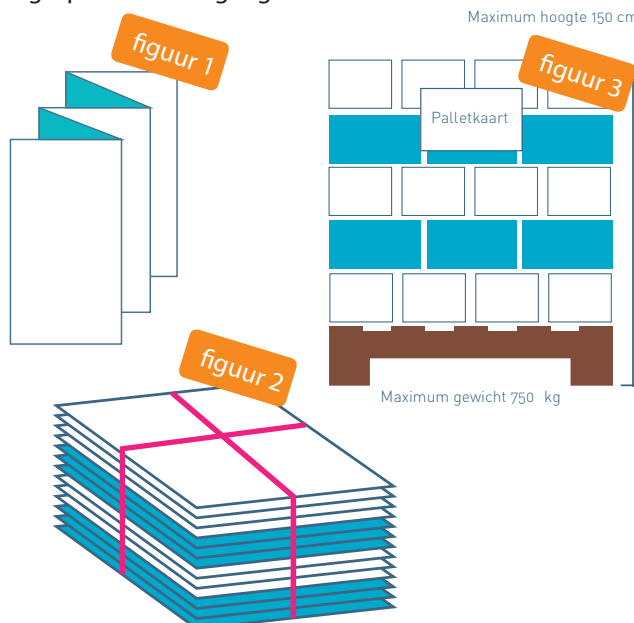 Maximum hoogte 150 cm
figuur 1
figuur 3
Palletkaart
figuur 2
Maximum gewicht 750 kg